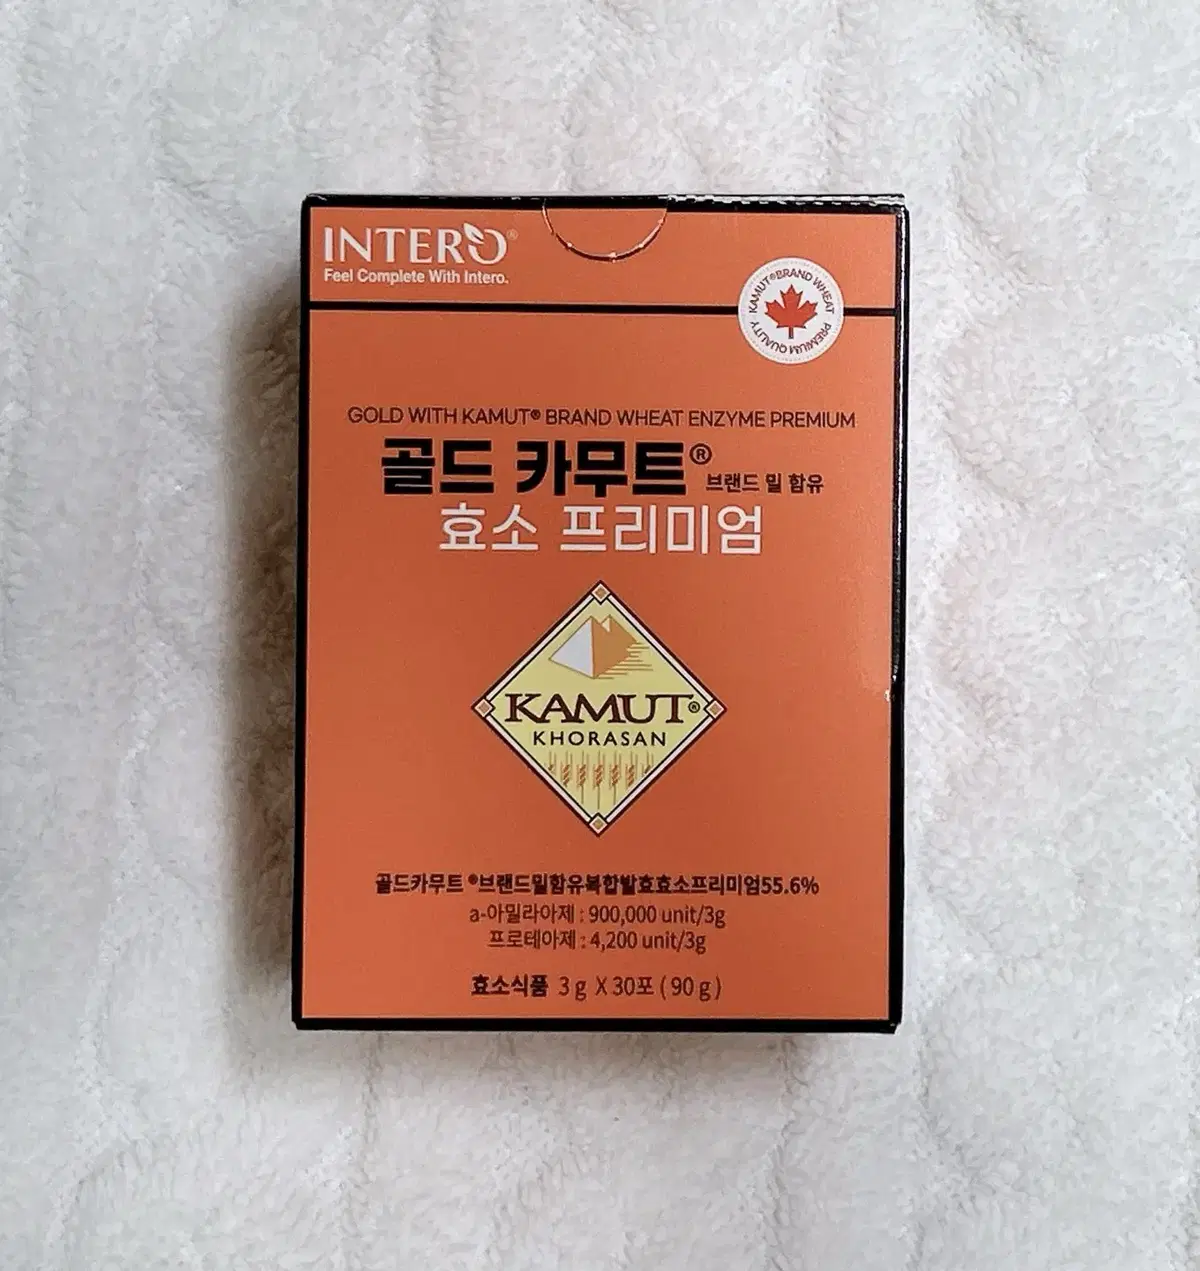 INTERO®
Feel Complete With Intero.
KAMUT® BRAND WHEAT PREMIUM QUALITY
GOLD WITH KAMUT® BRAND WHEAT ENZYME PREMIUM
골드 카무트® 브랜드 밀 함유
효소 프리미엄
KAMUT®
KHORASAN
골드카무트 ®브랜드밀함유복합발효효소프리미엄55.6%
a-아밀라아제 : 900,000 unit/3g
프로테아제 : 4,200 unit/3g
효소식품 3 g X 30포 ( 90 g )